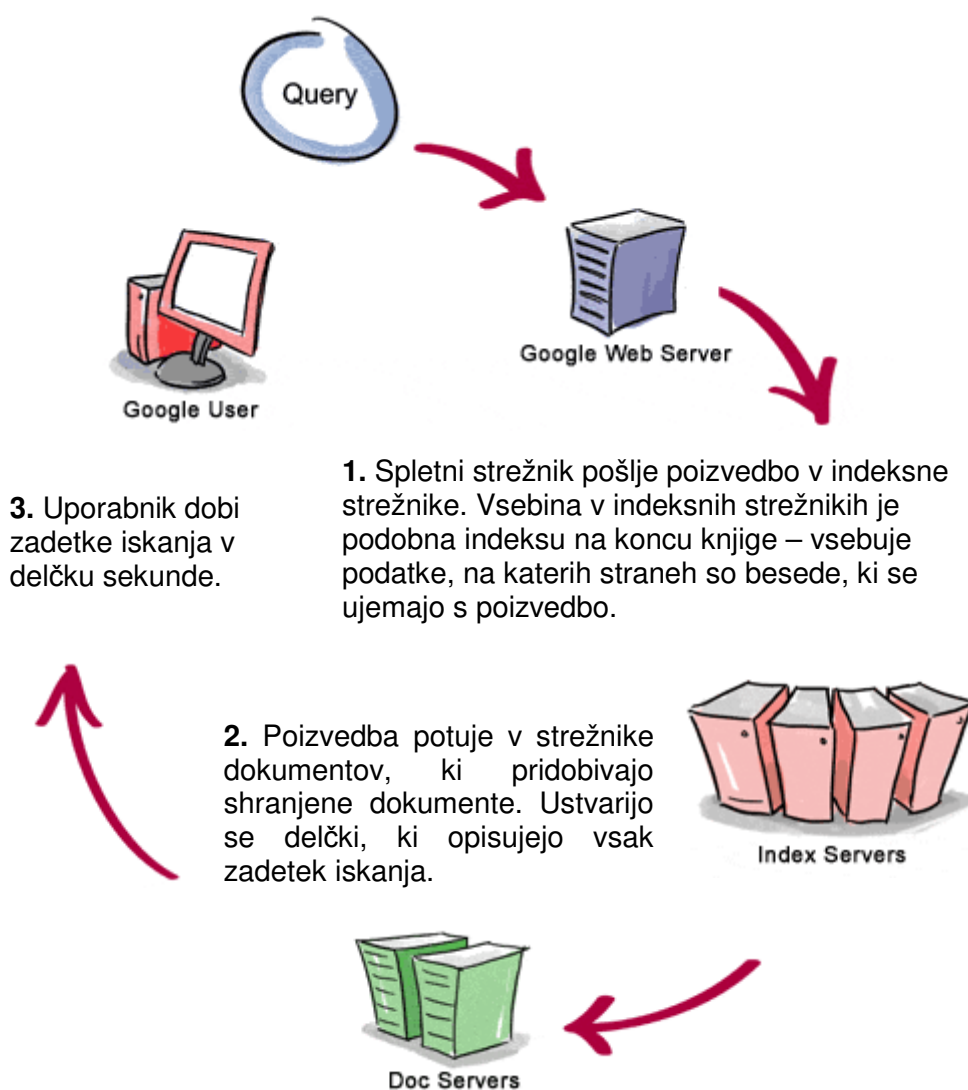 Query
Google Web Server
Google User
1. Spletni strežnik pošlje poizvedbo v indeksne
strežnike. Vsebina v indeksnih strežnikih je
podobna indeksu na koncu knjige – vsebuje
podatke, na katerih straneh so besede, ki se
ujemajo s poizvedbo.
Index Servers
2. Poizvedba potuje v strežnike
dokumentov, ki pridobivajo
shranjene dokumente. Ustvarijo
se delčki, ki opisujejo vsak
zadetek iskanja.
Doc Servers
3. Uporabnik dobi
zadetke iskanja v
delčku sekunde.